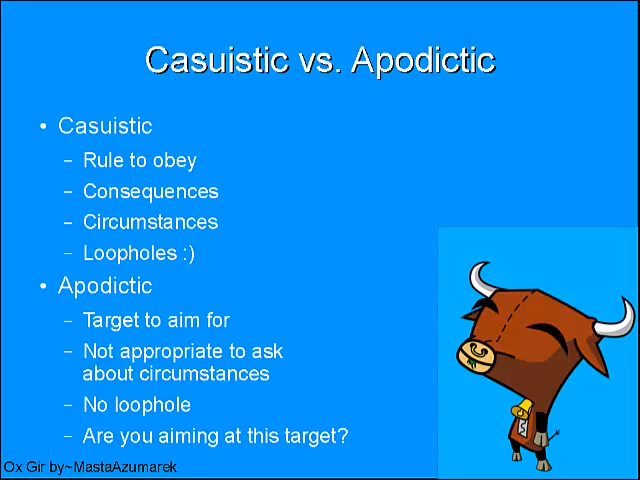 Casuistic vs. Apodictic
• Casuistic
– Rule to obey
– Consequences
– Circumstances
– Loopholes :)
• Apodictic
– Target to aim for
– Not appropriate to ask
about circumstances
– No loophole
– Are you aiming at this target?
Ox Gir by~MastaAzumarek